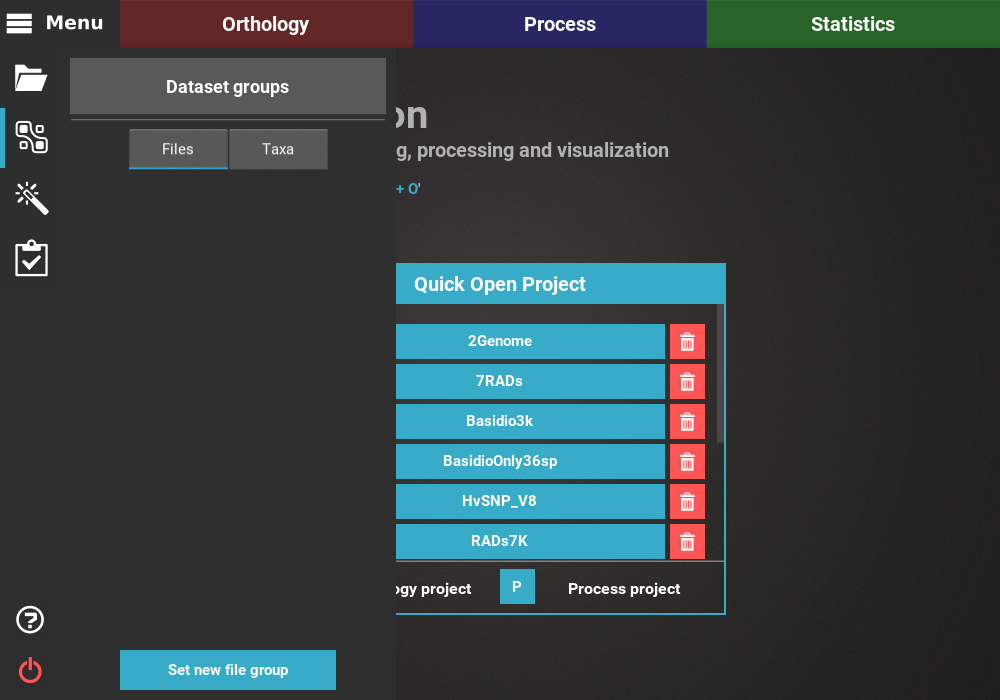 Menu
Orthology
Process
Statistics
Dataset groups
Files
Taxa
on
g, processing and visualization
+ O'
Quick Open Project
2Genome
7RADs
Basidio3k
BasidioOnly36sp
HvSNP_V8
RADs7K
ogy project
P
Process project
Set new file group